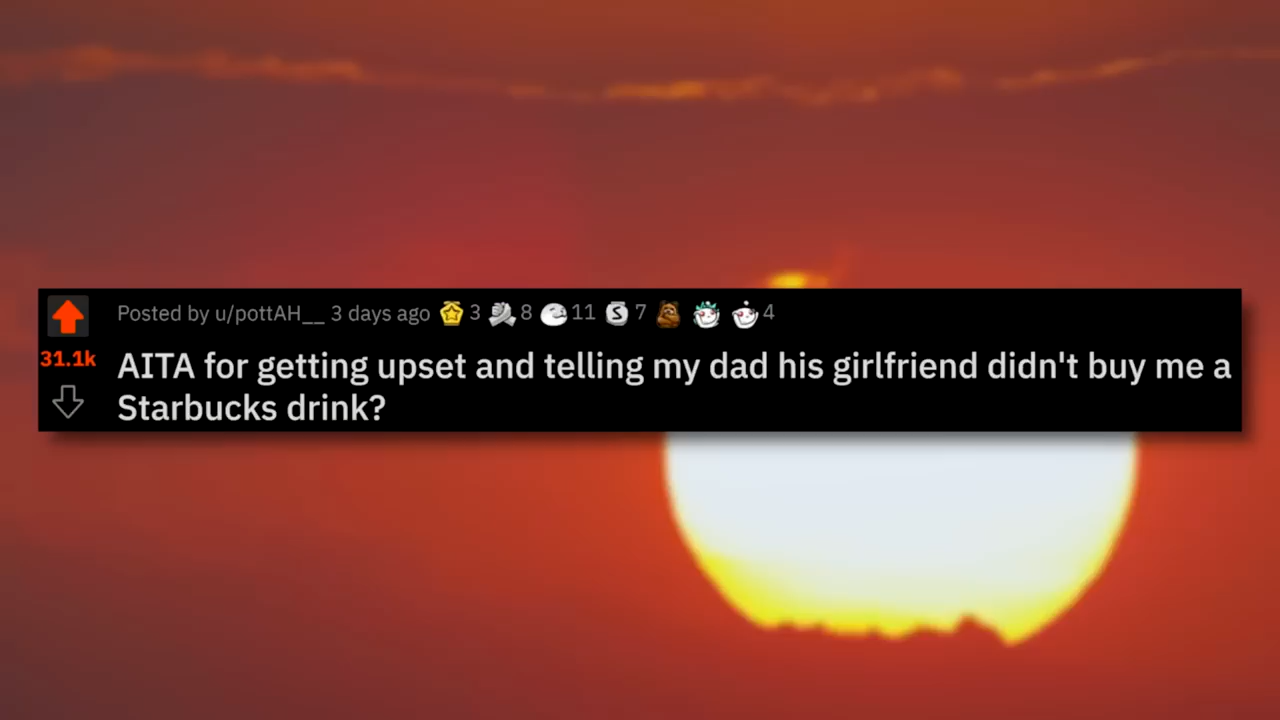 Posted by u/pottAH__ 3 days ago 3 8 11 7 4
31.1k
AITA for getting upset and telling my dad his girlfriend didn't buy me a
Starbucks drink?